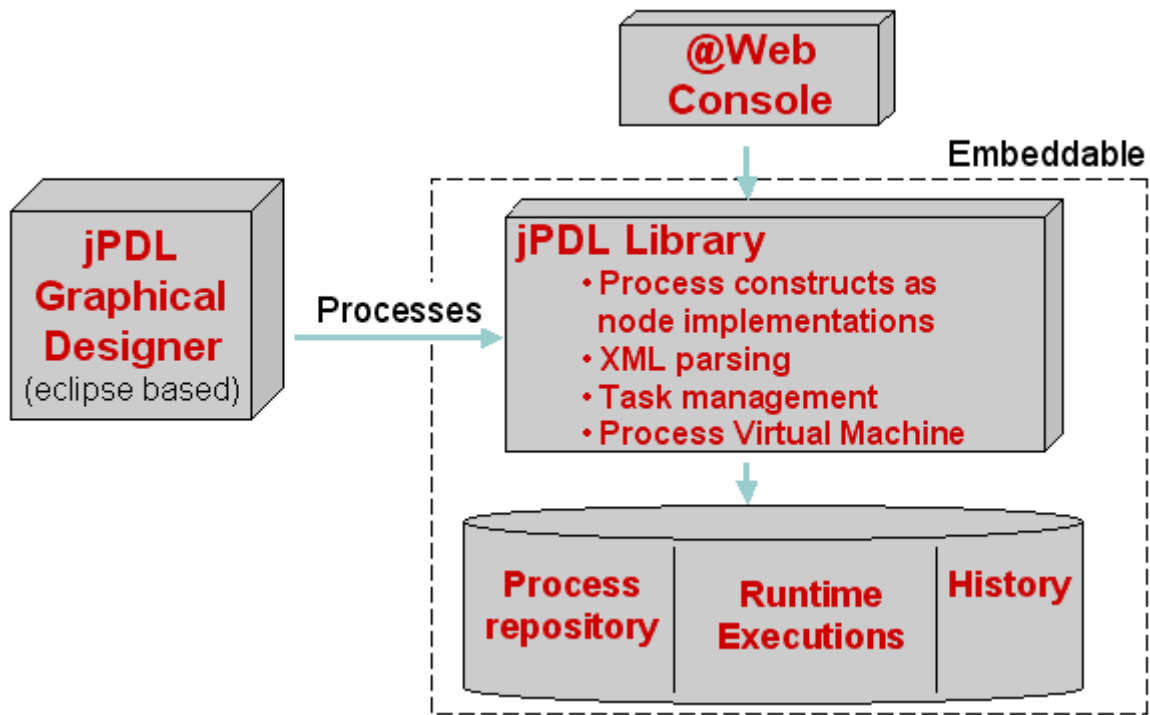 @Web
Console
Embeddable
jPDL
Graphical
Designer
(eclipse based)
Processes
jPDL Library
• Process constructs as
node implementations
• XML parsing
• Task management
• Process Virtual Machine
Process
repository
Runtime
Executions
History